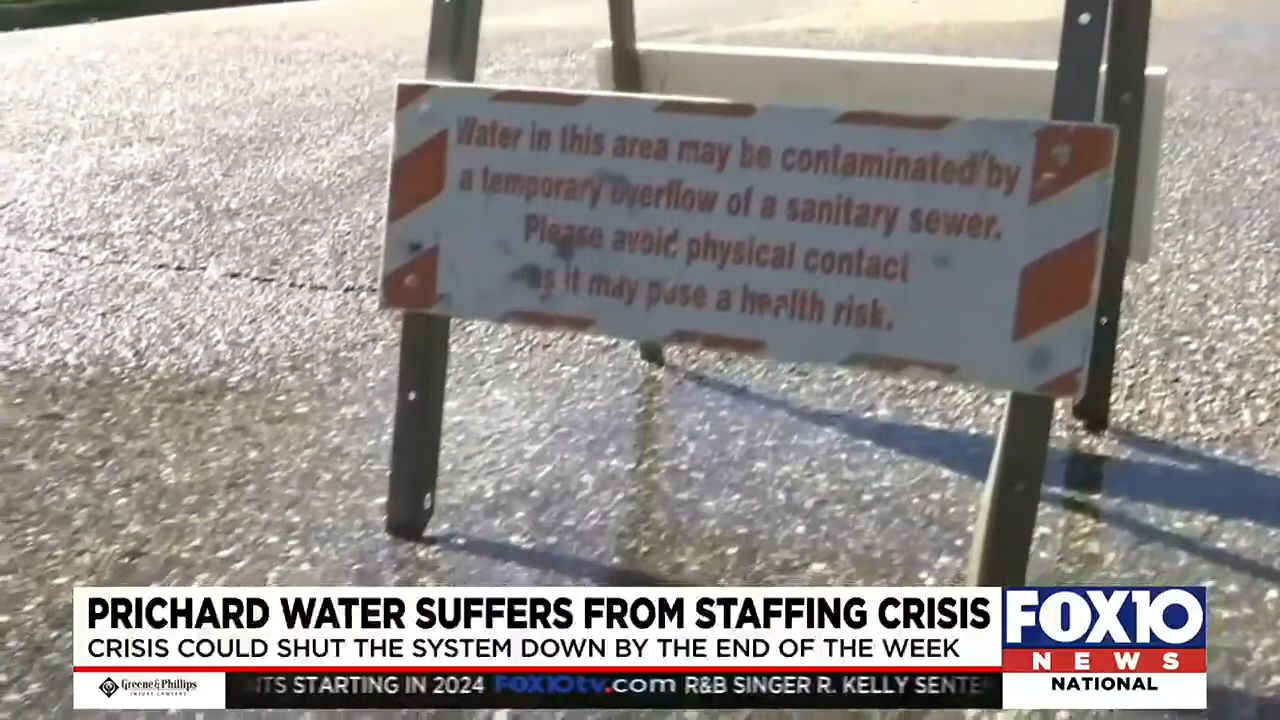 Water in this area may be contaminated by
a temporary overflow of a sanitary sewer.
Please avoid physical contact
as it may pose a health risk.
PRICHARD WATER SUFFERS FROM STAFFING CRISIS
CRISIS COULD SHUT THE SYSTEM DOWN BY THE END OF THE WEEK
FOX10
NEWS
NATIONAL
Greene & Phillips
INJURY LAWYERS
NTS STARTING IN 2024 FOX10tv.com R&B SINGER R. KELLY SENTE